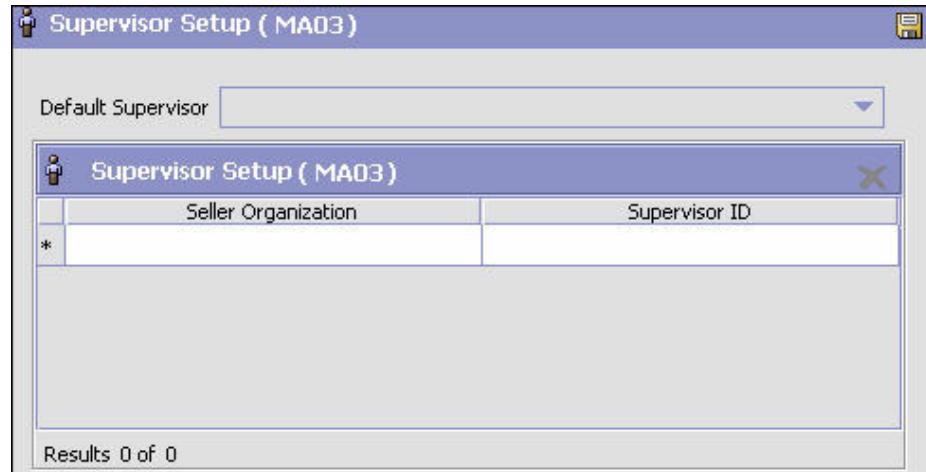 Supervisor Setup ( MA03 )
Default Supervisor
Supervisor Setup ( MA03 )
Seller Organization Supervisor ID
*
Results 0 of 0